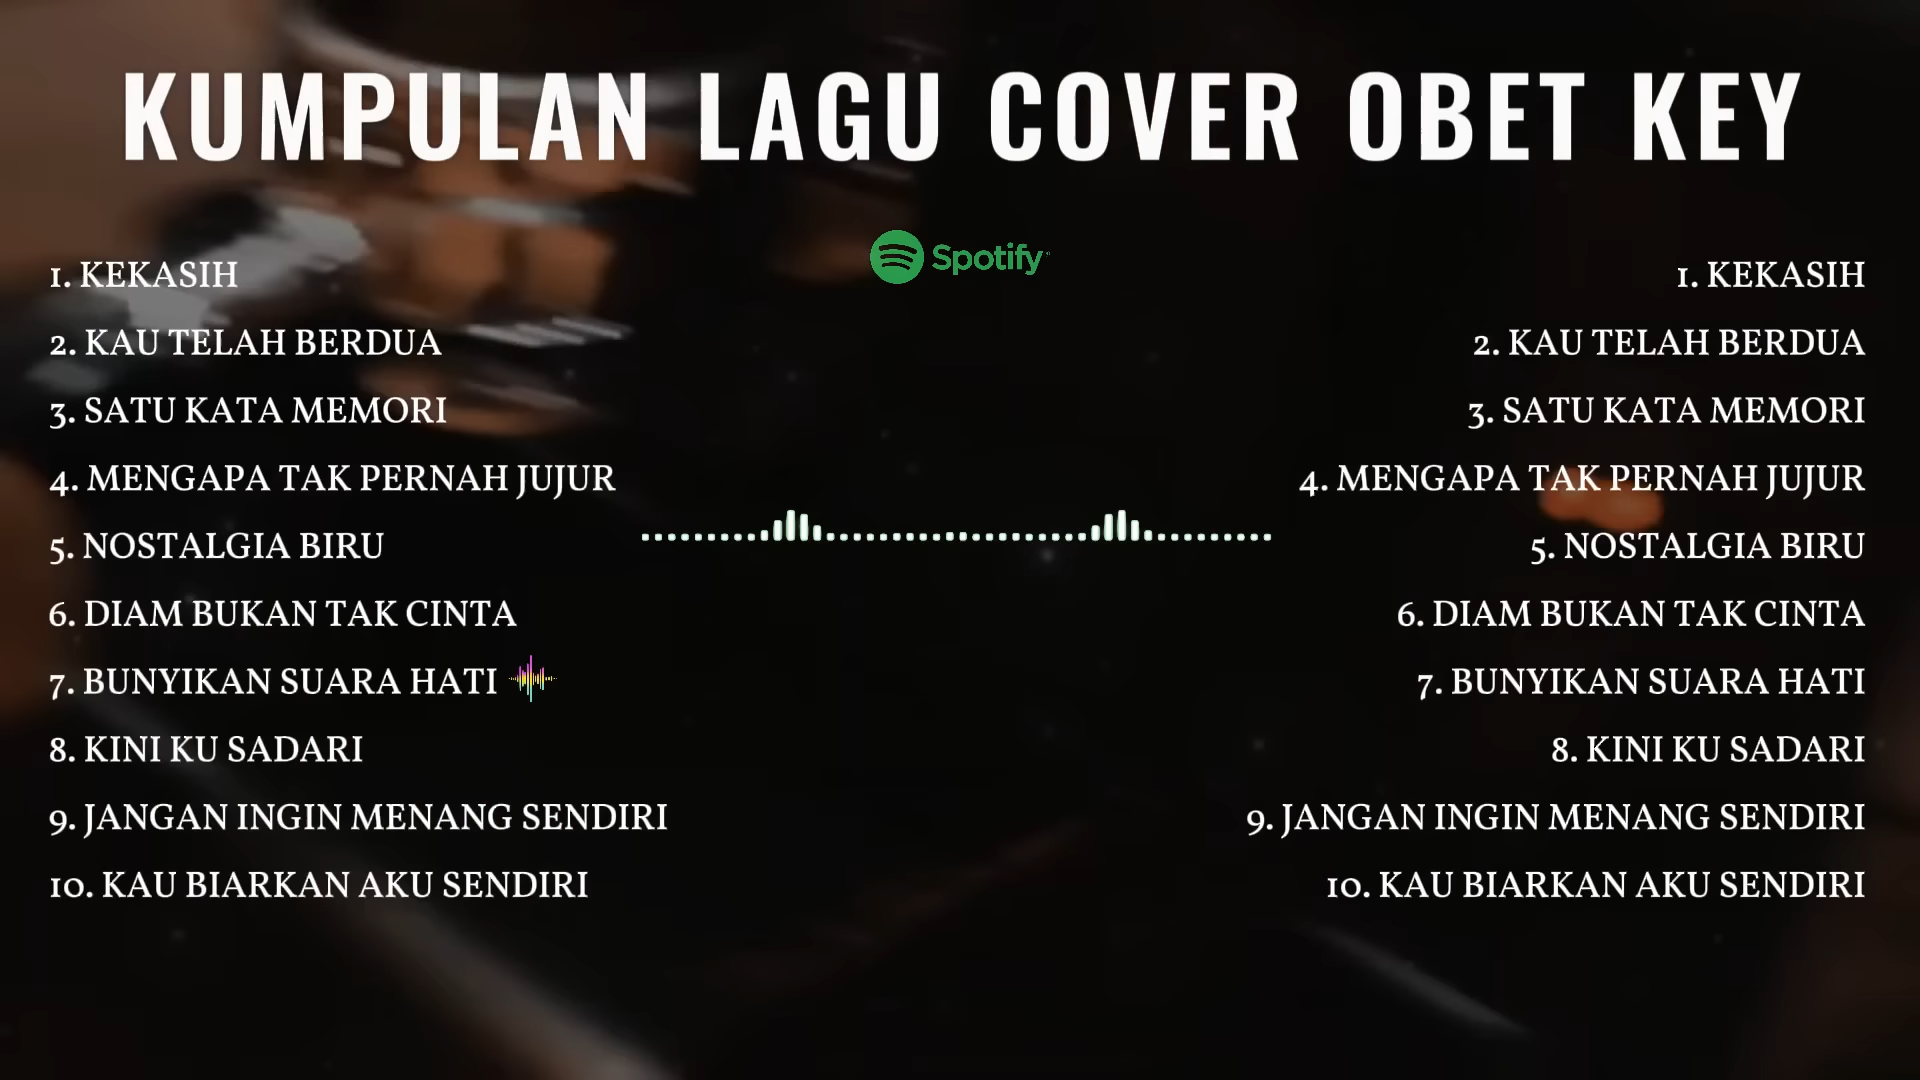 KUMPULAN LAGU COVER OBET KEY
Spotify
1. KEKASIH
2. KAU TELAH BERDUA
3. SATU KATA MEMORI
4. MENGAPA TAK PERNAH JUJUR
5. NOSTALGIA BIRU
6. DIAM BUKAN TAK CINTA
7. BUNYIKAN SUARA HATI
8. KINI KU SADARI
9. JANGAN INGIN MENANG SENDIRI
10. KAU BIARKAN AKU SENDIRI
1. KEKASIH
2. KAU TELAH BERDUA
3. SATU KATA MEMORI
4. MENGAPA TAK PERNAH JUJUR
5. NOSTALGIA BIRU
6. DIAM BUKAN TAK CINTA
7. BUNYIKAN SUARA HATI
8. KINI KU SADARI
9. JANGAN INGIN MENANG SENDIRI
10. KAU BIARKAN AKU SENDIRI